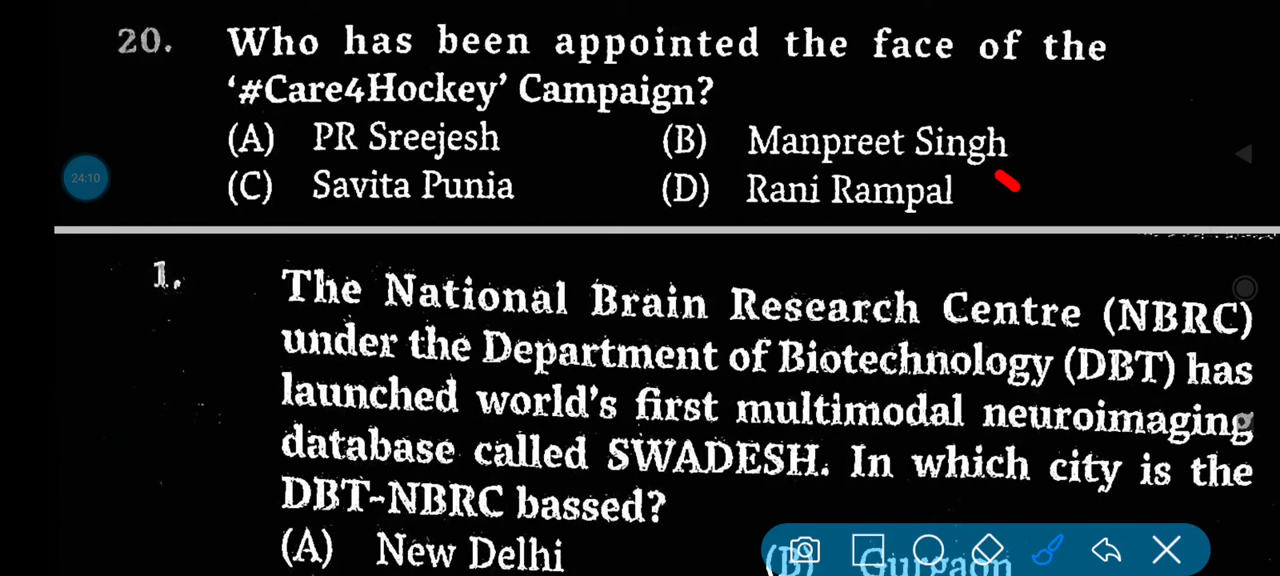 20. Who has been appointed the face of the
‘#Care4Hockey’ Campaign?
(A) PR Sreejesh (B) Manpreet Singh
24:10
(C) Savita Punia (D) Rani Rampal
1. The National Brain Research Centre (NBRC)
under the Department of Biotechnology (DBT) has
launched world's first multimodal neuroimaging
database called SWADESH. In which city is the
DBT-NBRC bassed?
(A) New Delhi (B) Gurgaon